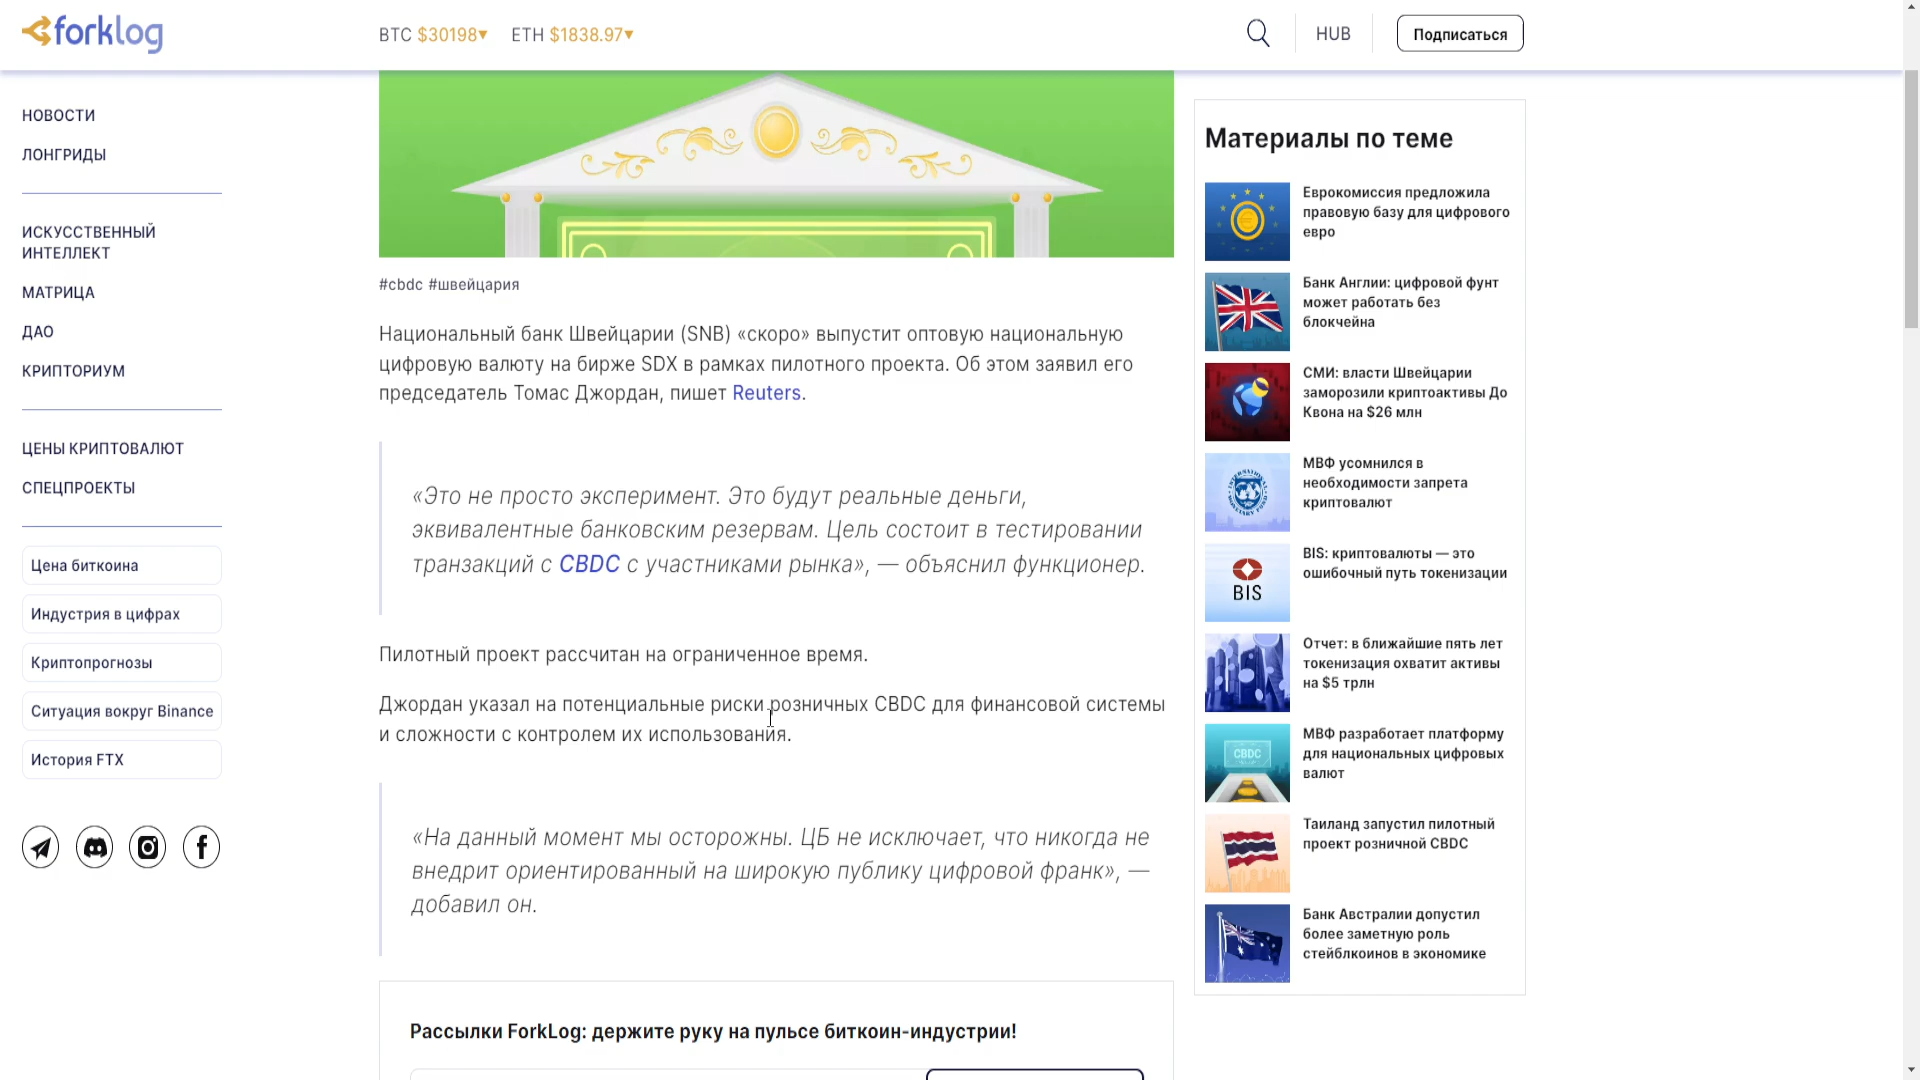 forklog
BTC $30198▼ ETH $1838.97▼
HUB
Подписаться
НОВОСТИ
ЛОНГРИДЫ
ИСКУССТВЕННЫЙ
ИНТЕЛЛЕКТ
МАТРИЦА
ДАО
КРИПТОРИУМ
ЦЕНЫ КРИПТОВАЛЮТ
СПЕЦПРОЕКТЫ
Цена биткоина
Индустрия в цифрах
Криптопрогнозы
Ситуация вокруг Binance
История FTX
#cbdc #швейцария
Национальный банк Швейцарии (SNB) «скоро» выпустит оптовую национальную
цифровую валюту на бирже SDX в рамках пилотного проекта. Об этом заявил его
председатель Томас Джордан, пишет Reuters.
«Это не просто эксперимент. Это будут реальные деньги,
эквивалентные банковским резервам. Цель состоит в тестировании
транзакций с CBDC с участниками рынка», — объяснил функционер.
Пилотный проект рассчитан на ограниченное время.
Джордан указал на потенциальные риски розничных CBDC для финансовой системы
и сложности с контролем их использования.
«На данный момент мы осторожны. ЦБ не исключает, что никогда не
внедрит ориентированный на широкую публику цифровой франк», —
добавил он.
Рассылки ForkLog: держите руку на пульсе биткоин-индустрии!
Материалы по теме
Еврокомиссия предложила
правовую базу для цифрового
евро
Банк Англии: цифровой фунт
может работать без
блокчейна
СМИ: власти Швейцарии
заморозили криптоактивы До
Квона на $26 млн
МВФ усомнился в
необходимости запрета
криптовалют
BIS
BIS: криптовалюты — это
ошибочный путь токенизации
Отчет: в ближайшие пять лет
токенизация охватит активы
на $5 трлн
CBDC
МВФ разработает платформу
для национальных цифровых
валют
Таиланд запустил пилотный
проект розничной CBDC
Банк Австралии допустил
более заметную роль
стейблкоинов в экономике